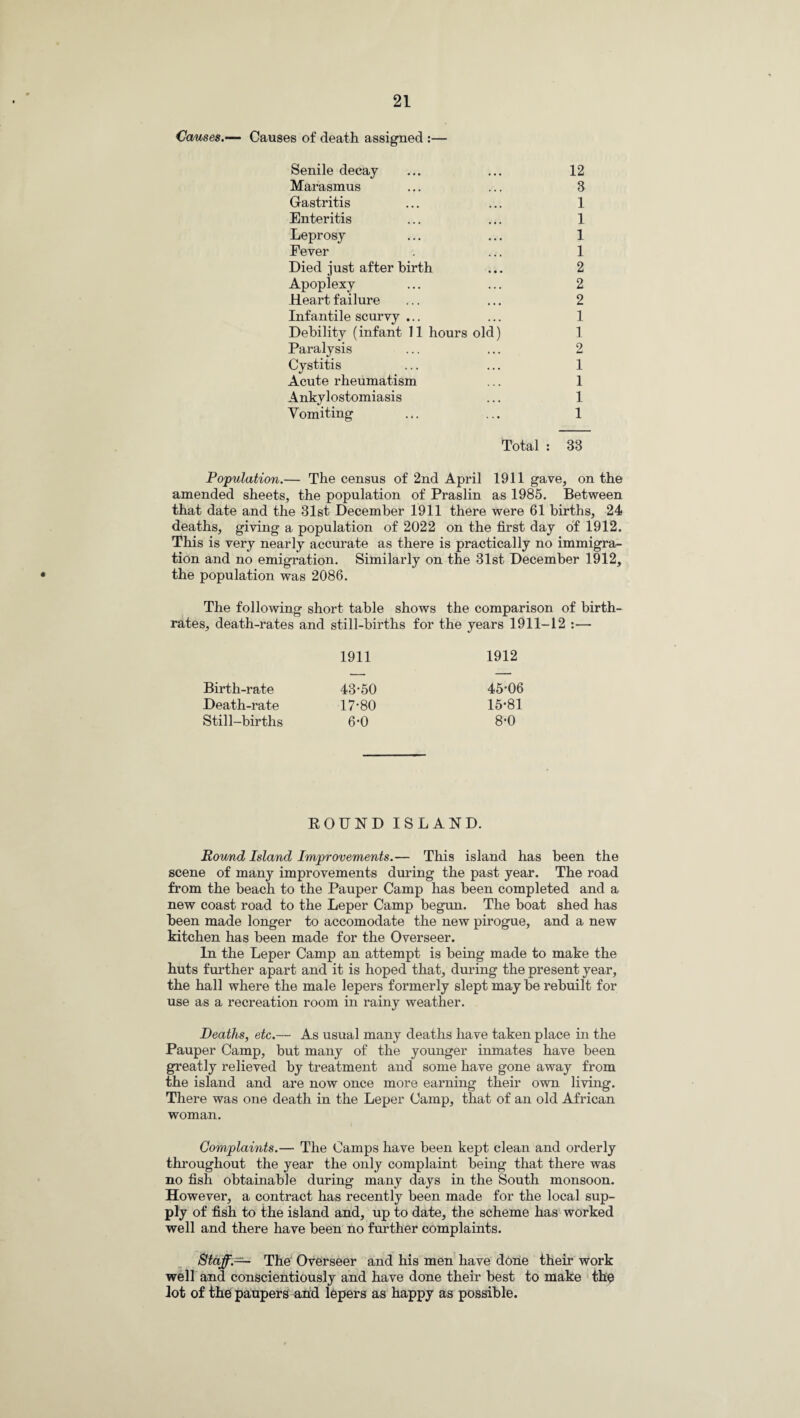 21
Causes.— Causes of death assigned :—
Senile decay ... ... 12
Marasmus ... ... 3
Gastritis ... ... 1
Enteritis ... ... 1
Leprosy ... ... 1
Fever . ... 1
Died just after birth ... 2
Apoplexy ... ... 2
Heart failure ... ... 2
Infantile scurvy ... ... 1
Debility (infant 11 hours old) 1
Paralysis ... ... 2
Cystitis ... ... 1
Acute rheumatism ... 1
Ankylostomiasis ... 1
Vomiting ... ... 1
Total : 33
Population.— The census of 2nd April 1911 gave, on the
amended sheets, the population of Praslin as 1985. Between
that date and the 31st December 1911 there were 61 births, 24
deaths, giving a population of 2022 on the first day of 1912.
This is very nearly accurate as there is practically no immigra-
tion and no emigration. Similarly on the 31st December 1912,
the population was 2086.
The following short table shows the comparison of birth-
rates, death-rates and still-births for the years 1911-12 :—
1911 1912
Birth-rate 43·50 45·06
Death-rate 17·80 15·81
Still-births 6·0 8·0
ROUND ISLAND.
Round Island Improvements.— This island has been the
scene of many improvements during the past year. The road
from the beach to the Pauper Camp has been completed and a
new coast road to the Leper Camp begun. The boat shed has
been made longer to accomodate the new pirogue, and a new
kitchen has been made for the Overseer.
In the Leper Camp an attempt is being made to make the
huts further apart and it is hoped that, during the present year,
the hall where the male lepers formerly slept may be rebuilt for
use as a recreation room in rainy weather.
Deaths, etc.— As usual many deaths have taken place in the
Pauper Camp, but many of the younger inmates have been
greatly relieved by treatment and some have gone away from
the island and are now once more earning their own living.
There was one death in the Leper Camp, that of an old African
woman.
Complaints.— The Camps have been kept clean and orderly
throughout the year the only complaint being that there was
no fish obtainable during many days in the South monsoon.
However, a contract has recently been made for the local sup-
ply of fish to the island and, up to date, the scheme has worked
well and there have been no further complaints.
Staff.— The Overseer and his men have done their work
well and conscientiously and have done their best to make the
lot of the paupers and lepers as happy as possible.